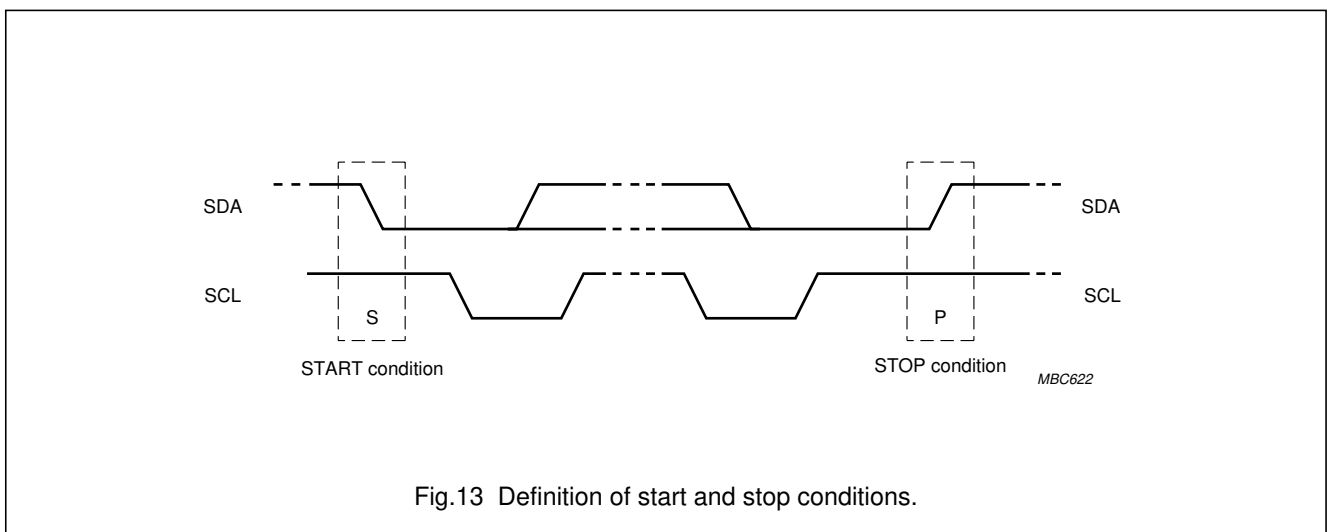 SDA
SDA
SCL
SCL
S
P
START condition
STOP condition
MBC622
Fig.13 Definition of start and stop conditions.